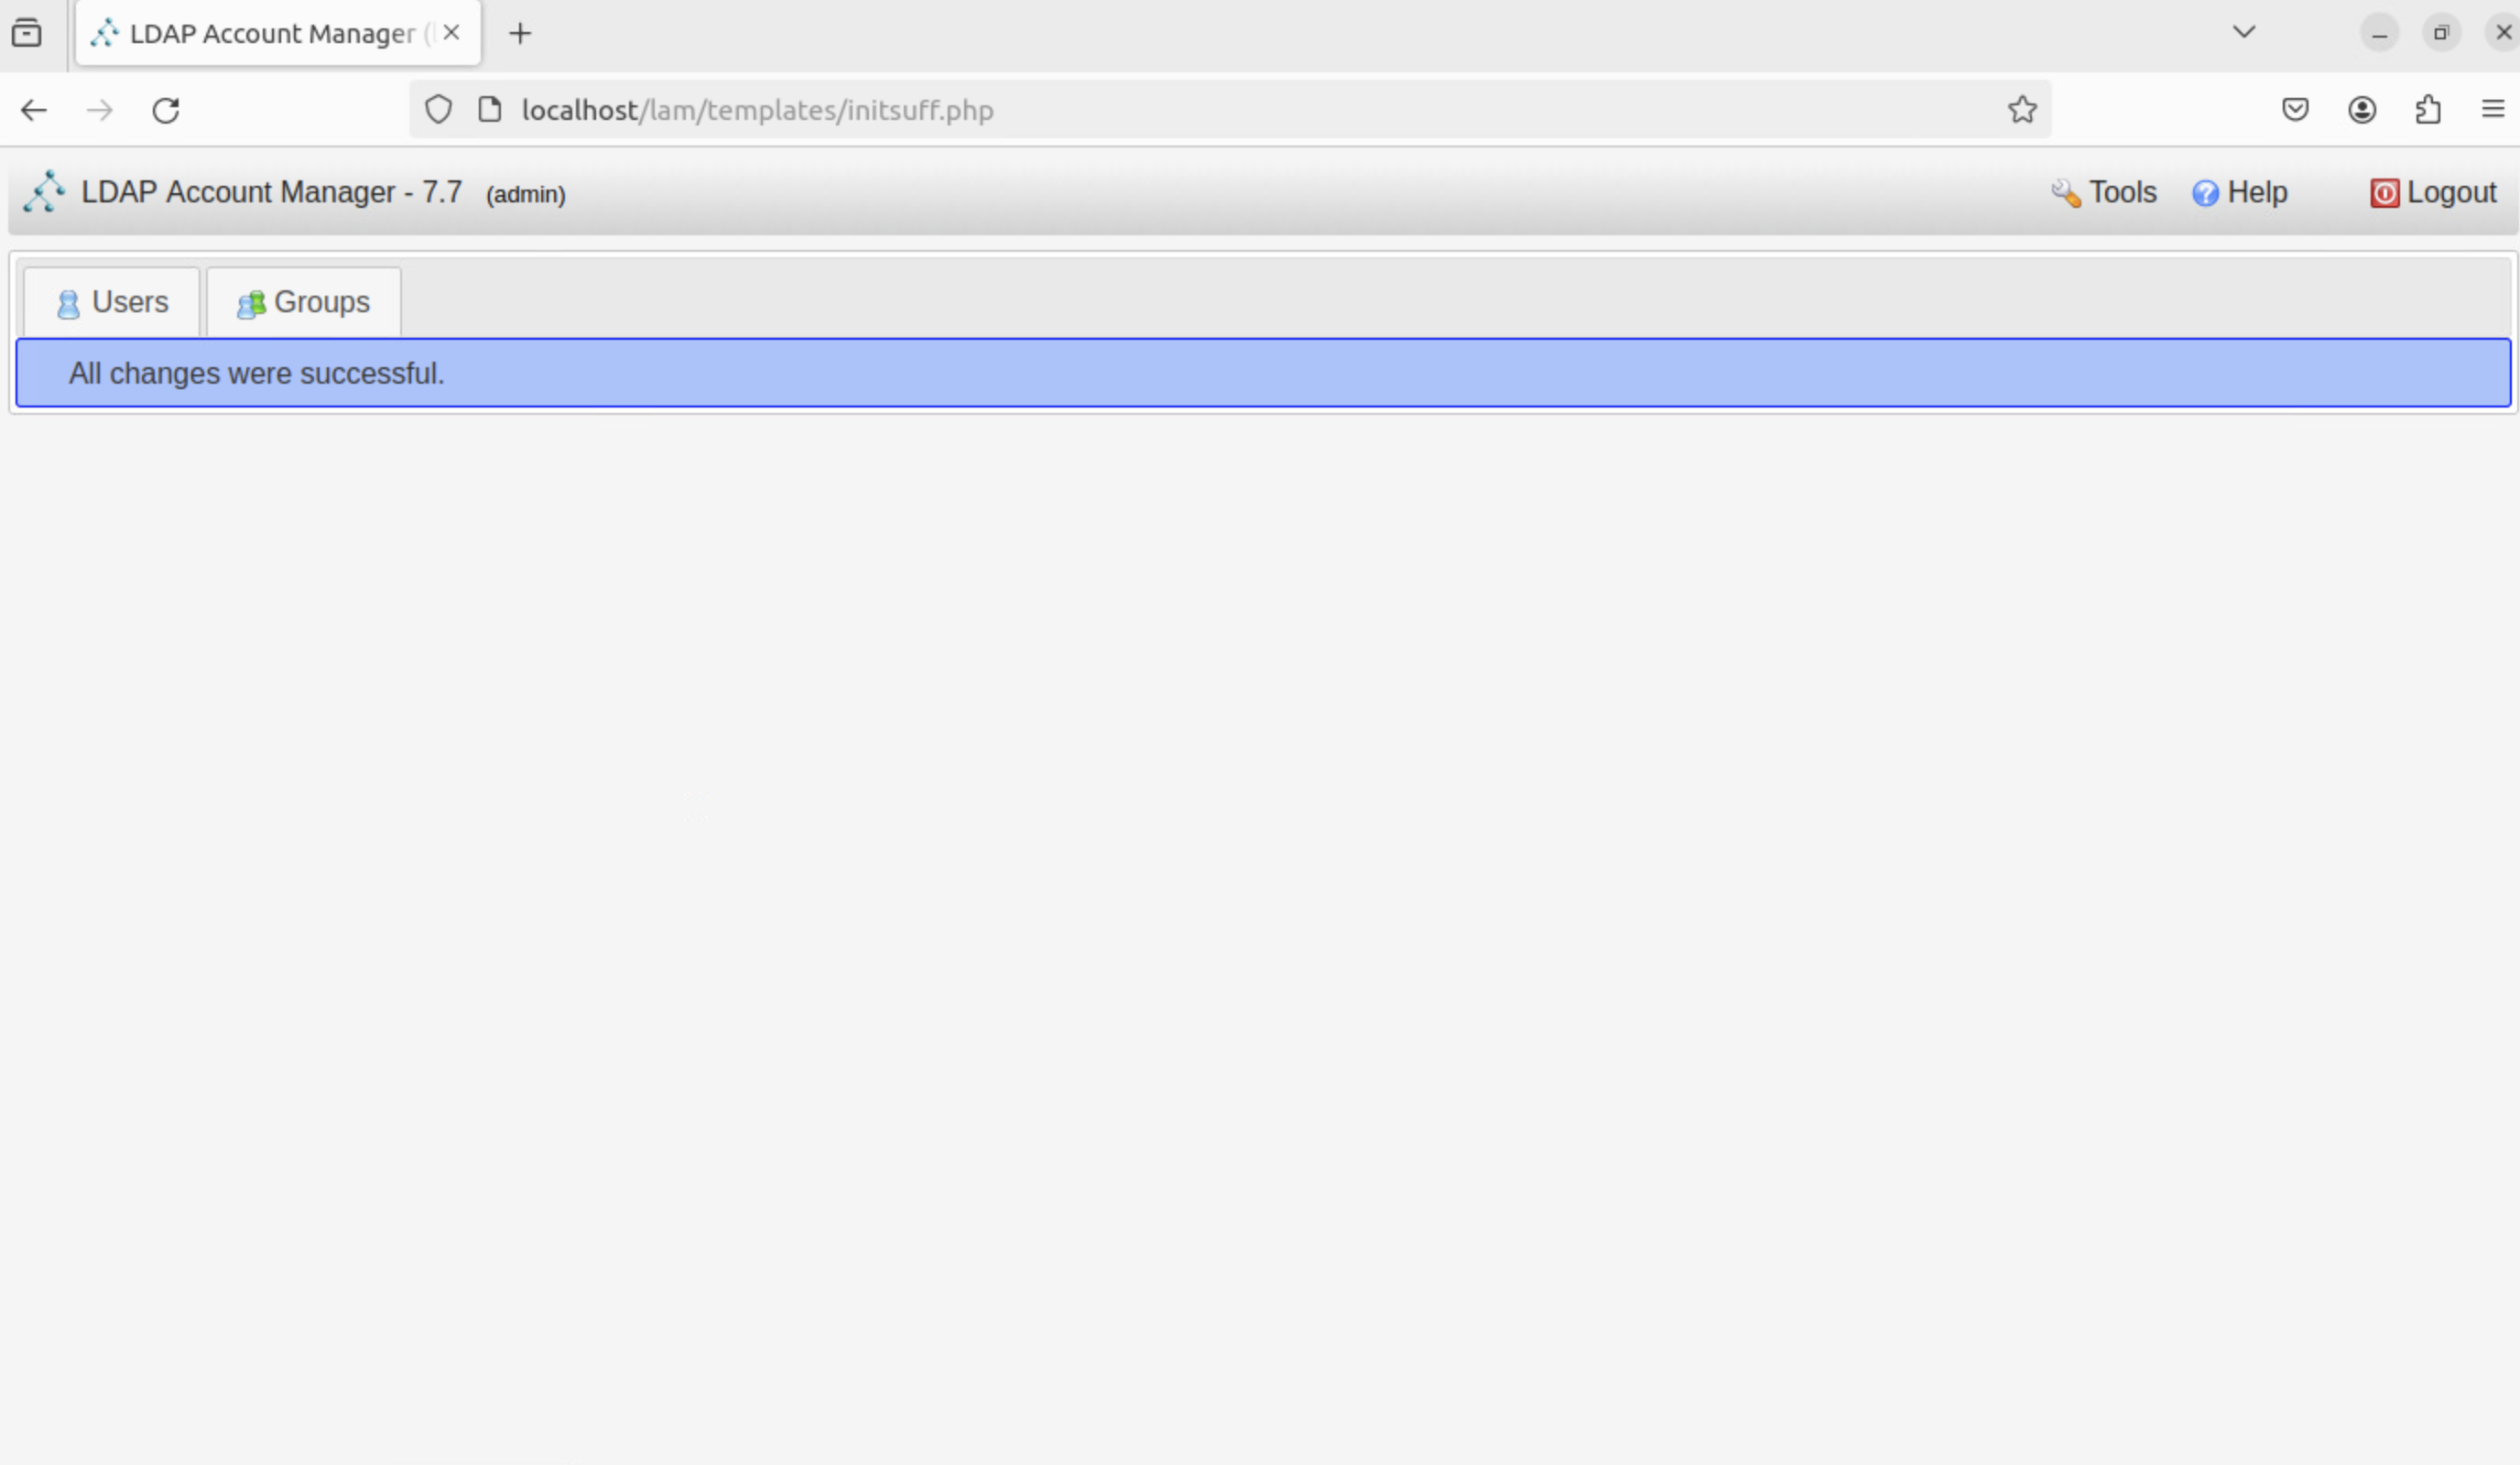 LDAP Account Manager (
localhost/lam/templates/initsuff.php
LDAP Account Manager - 7.7 (admin)
Tools Help Logout
Users Groups
All changes were successful.